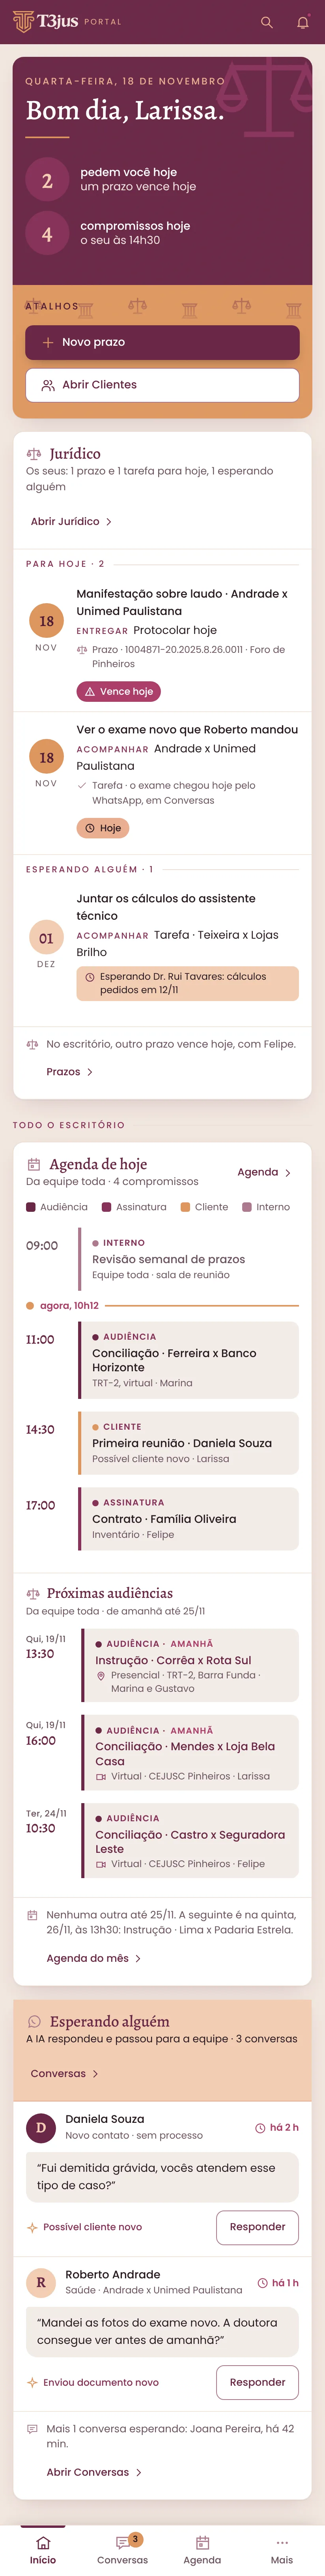 T3jus PORTAL
QUARTA-FEIRA, 18 DE NOVEMBRO
Bom dia, Larissa.
2
pedem você hoje
um prazo vence hoje
4
compromissos hoje
o seu às 14h30
ATALHOS
Novo prazo
Abrir Clientes
Jurídico
Os seus: 1 prazo e 1 tarefa para hoje, 1 esperando
alguém
Abrir Jurídico
PARA HOJE · 2
18
NOV
Manifestação sobre laudo · Andrade x
Unimed Paulistana
ENTREGAR Protocolar hoje
Prazo · 1004871-20.2025.8.26.0011 · Foro de
Pinheiros
Vence hoje
18
NOV
Ver o exame novo que Roberto mandou
ACOMPANHAR Andrade x Unimed
Paulistana
Tarefa · o exame chegou hoje pelo
WhatsApp, em Conversas
Hoje
ESPERANDO ALGUÉM · 1
01
DEZ
Juntar os cálculos do assistente
técnico
ACOMPANHAR Tarefa · Teixeira x Lojas
Brilho
Esperando Dr. Rui Tavares: cálculos
pedidos em 12/11
No escritório, outro prazo vence hoje, com Felipe.
Prazos
TODO O ESCRITÓRIO
Agenda de hoje
Da equipe toda · 4 compromissos
Agenda
Audiência Assinatura Cliente Interno
09:00
INTERNO
Revisão semanal de prazos
Equipe toda · sala de reunião
agora, 10h12
11:00
AUDIÊNCIA
Conciliação · Ferreira x Banco
Horizonte
TRT-2, virtual · Marina
14:30
CLIENTE
Primeira reunião · Daniela Souza
Possível cliente novo · Larissa
17:00
ASSINATURA
Contrato · Família Oliveira
Inventário · Felipe
Próximas audiências
Da equipe toda · de amanhã até 25/11
Qui, 19/11
13:30
AUDIÊNCIA · AMANHÃ
Instrução · Corrêa x Rota Sul
Presencial · TRT-2, Barra Funda ·
Marina e Gustavo
Qui, 19/11
16:00
AUDIÊNCIA · AMANHÃ
Conciliação · Mendes x Loja Bela
Casa
Virtual · CEJUSC Pinheiros · Larissa
Ter, 24/11
10:30
AUDIÊNCIA
Conciliação · Castro x Seguradora
Leste
Virtual · CEJUSC Pinheiros · Felipe
Nenhuma outra até 25/11. A seguinte é na quinta,
26/11, às 13h30: Instrução · Lima x Padaria Estrela.
Agenda do mês
Esperando alguém
A IA respondeu e passou para a equipe · 3 conversas
Conversas
D
Daniela Souza
Novo contato · sem processo
há 2 h
“Fui demitida grávida, vocês atendem esse
tipo de caso?”
Possível cliente novo
Responder
R
Roberto Andrade
Saúde · Andrade x Unimed Paulistana
há 1 h
“Mandei as fotos do exame novo. A doutora
consegue ver antes de amanhã?”
Enviou documento novo
Responder
Mais 1 conversa esperando: Joana Pereira, há 42
min.
Abrir Conversas
3
Início Conversas Agenda Mais